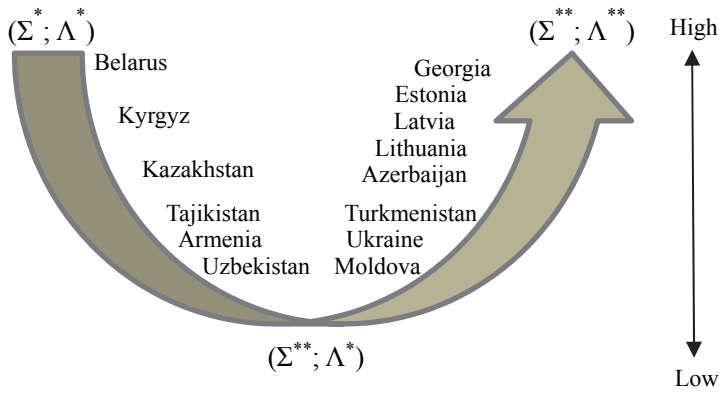 (Σ*; Λ*)
(Σ**; Λ**)
High
Belarus
Georgia
Estonia
Kyrgyz
Latvia
Lithuania
Kazakhstan
Azerbaijan
Tajikistan
Turkmenistan
Armenia
Ukraine
Uzbekistan
Moldova
(Σ**; Λ*)
Low